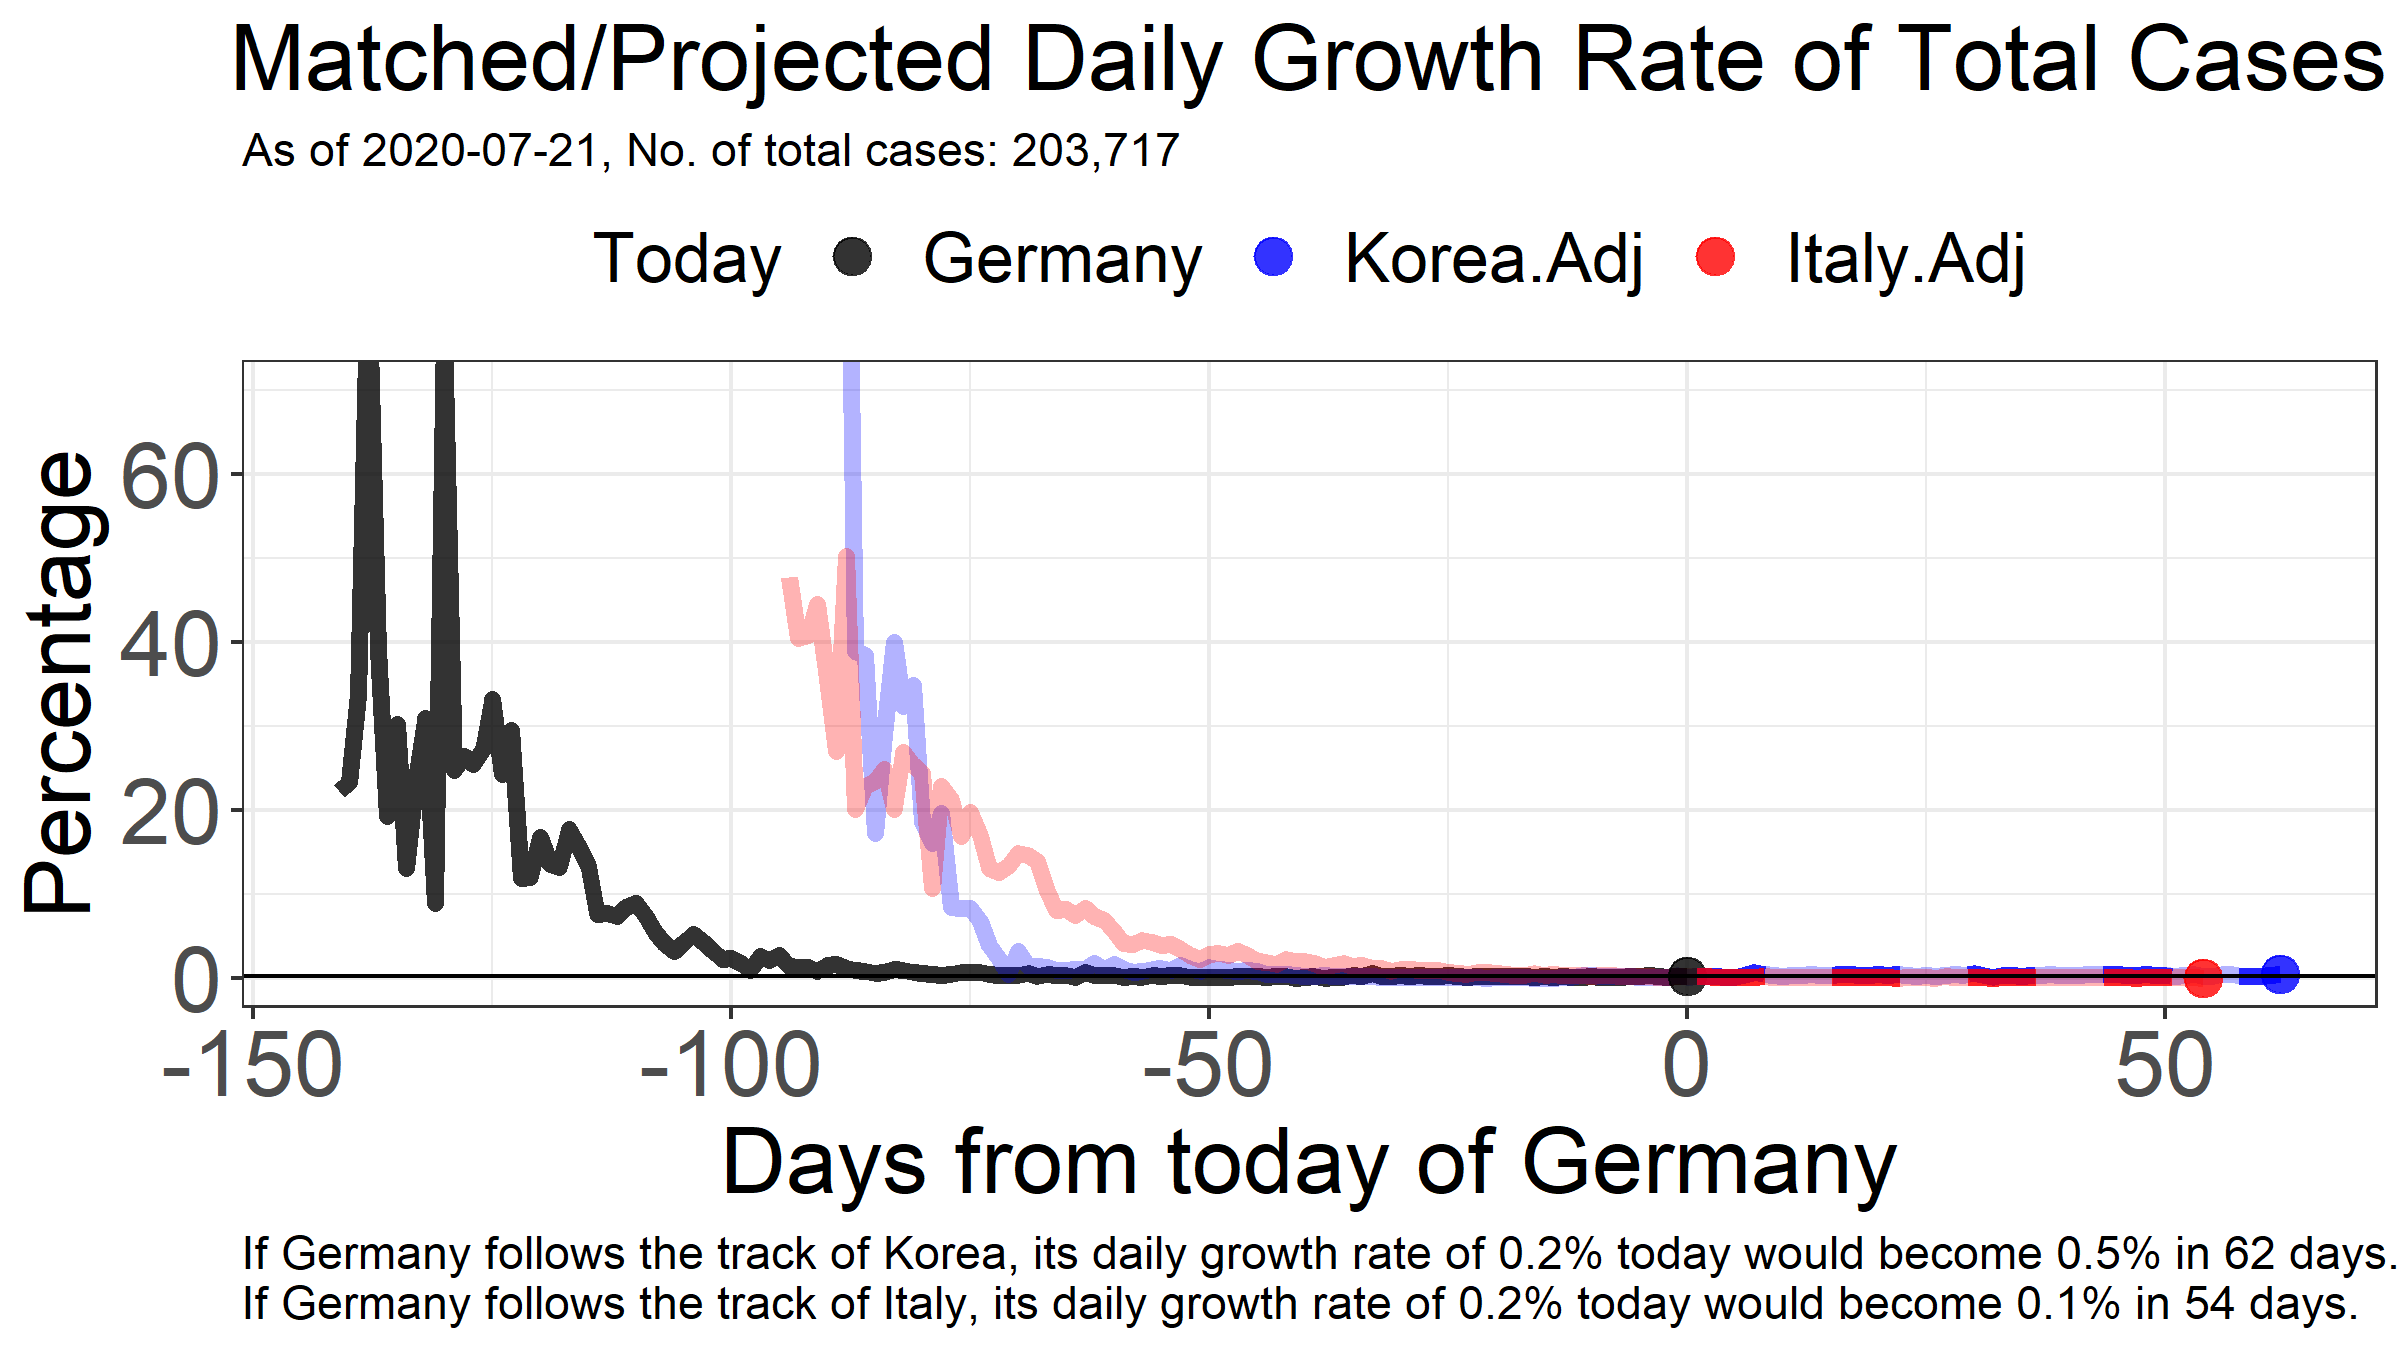 Matched/Projected Daily Growth Rate of Total Cases
As of 2020-07-21, No. of total cases: 203,717
Today Germany Korea.Adj Italy.Adj
Percentage
60
40
20
0
-150 -100 -50 0 50
Days from today of Germany
If Germany follows the track of Korea, its daily growth rate of 0.2% today would become 0.5% in 62 days.
If Germany follows the track of Italy, its daily growth rate of 0.2% today would become 0.1% in 54 days.